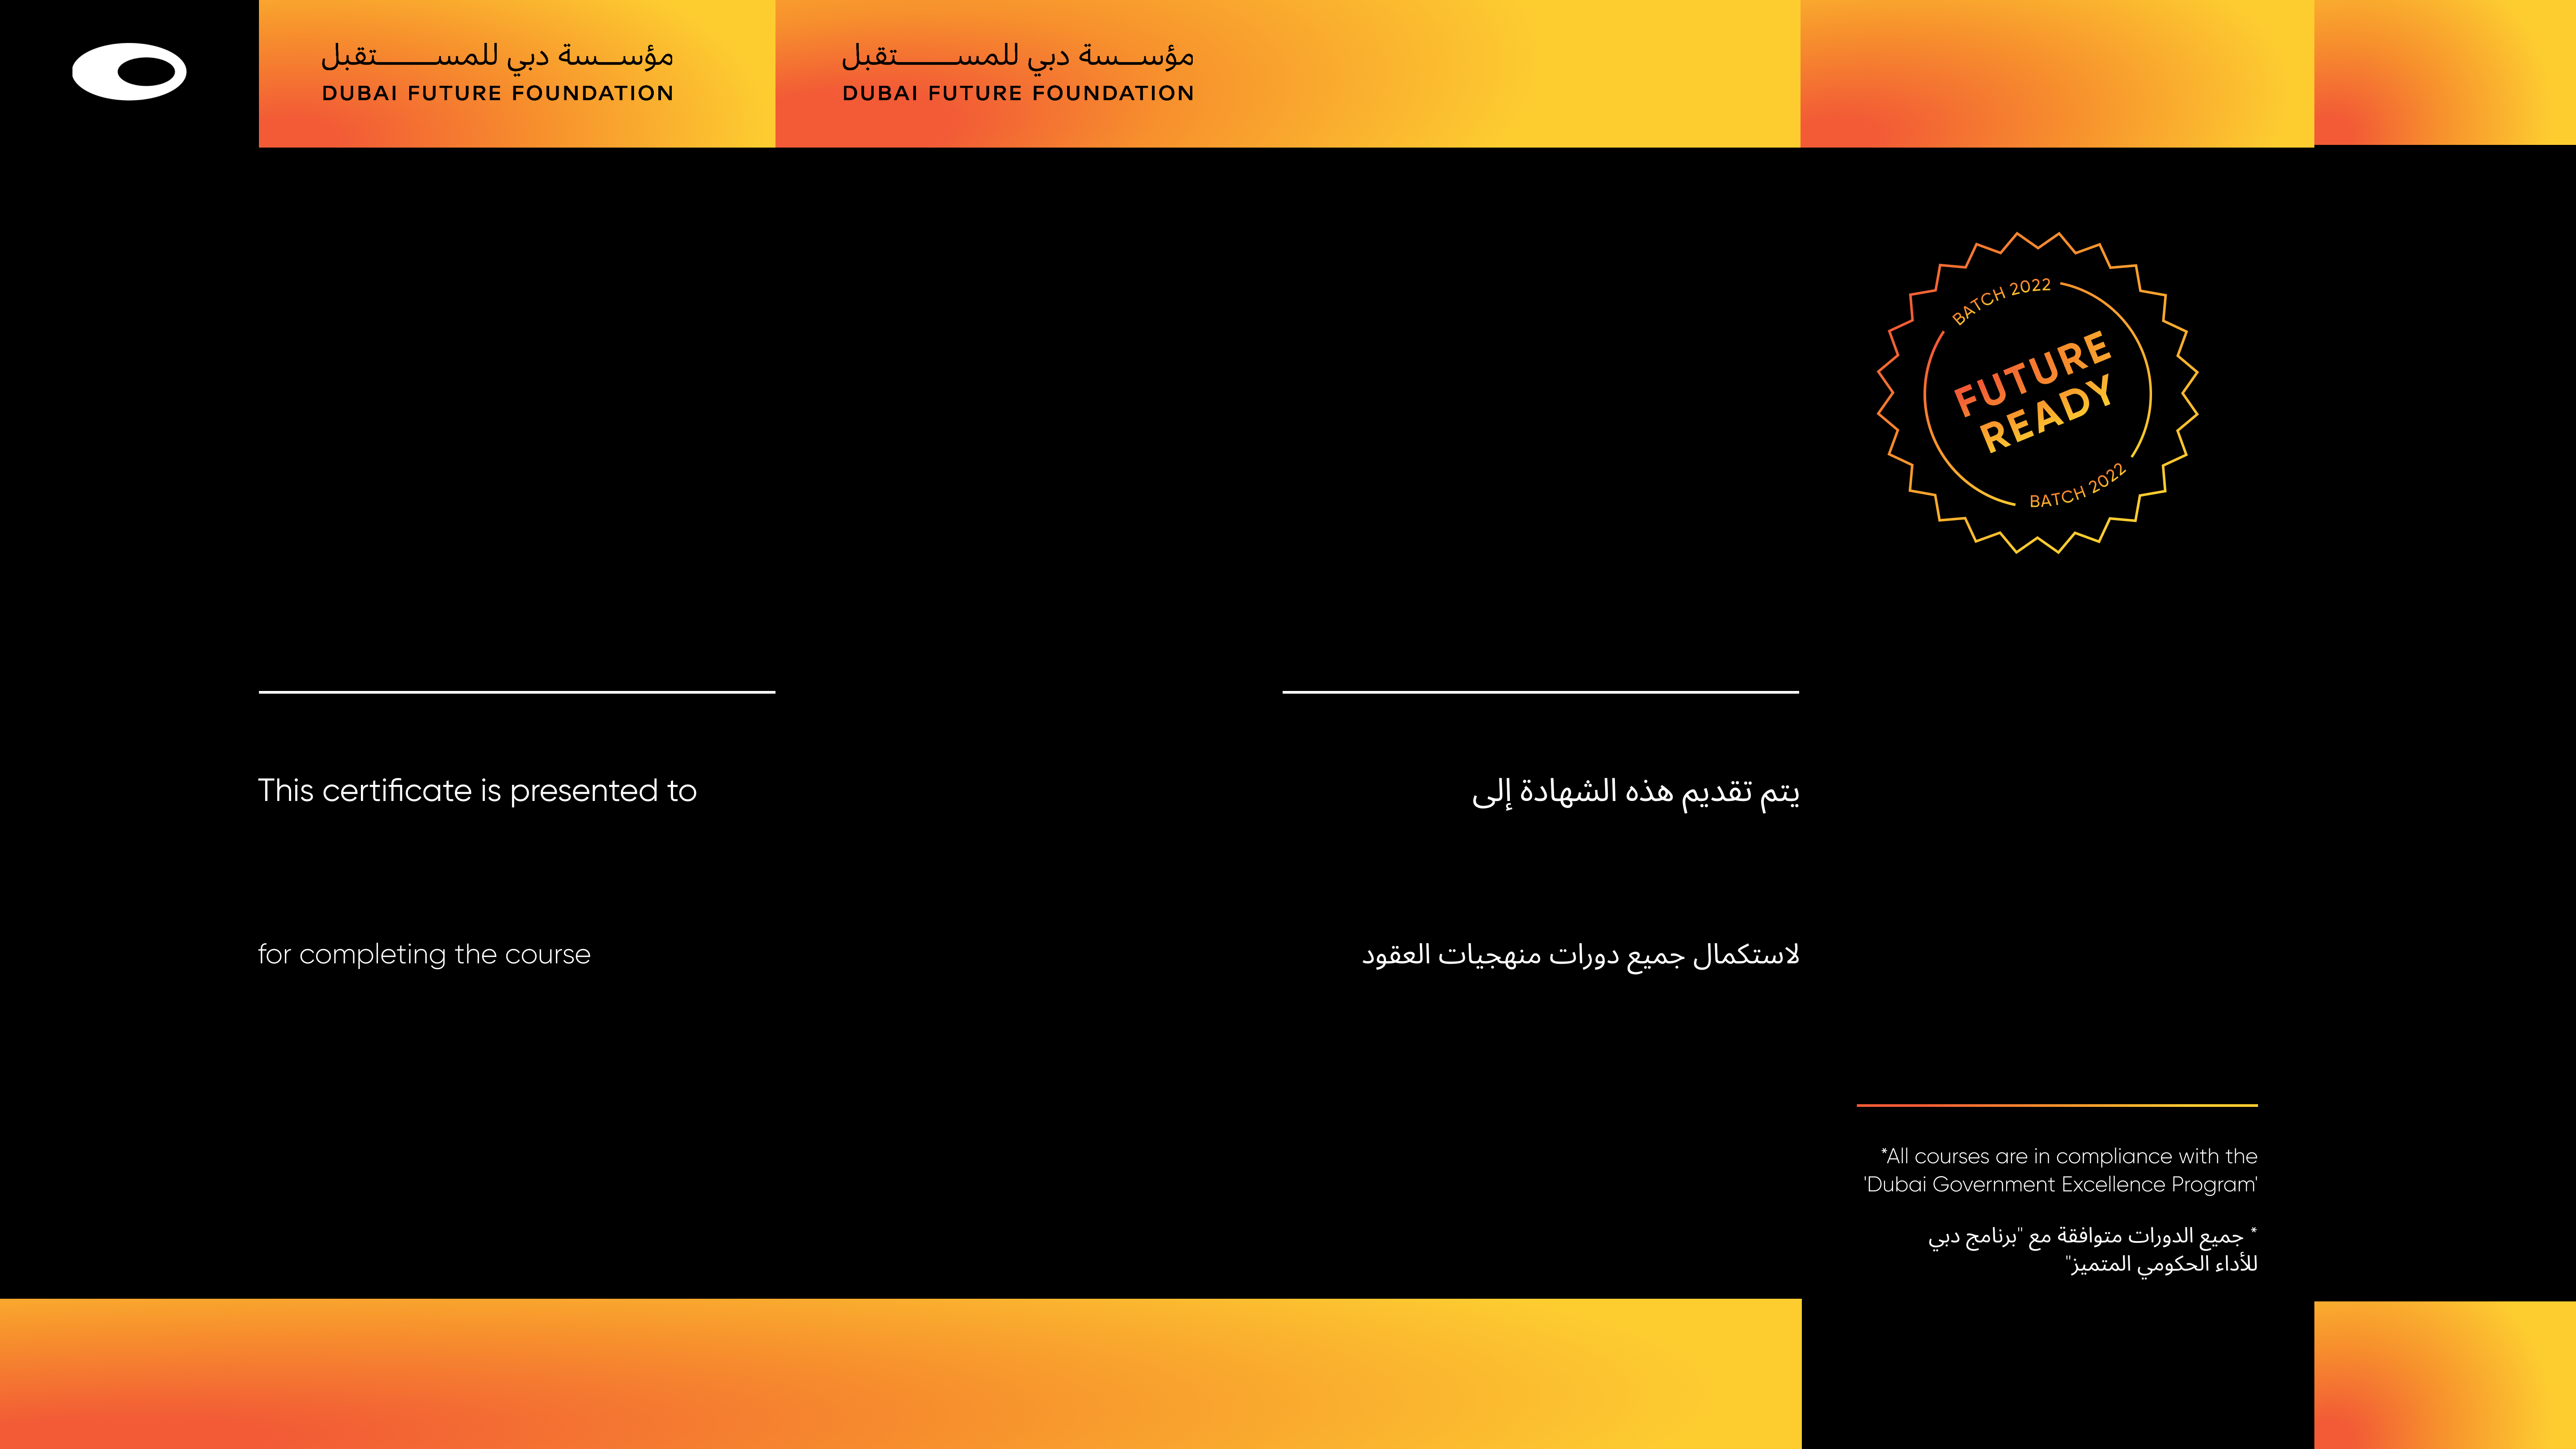 مؤسسة دبي للمستقبل
DUBAI FUTURE FOUNDATION
مؤسسة دبي للمستقبل
DUBAI FUTURE FOUNDATION
BATCH 2022
FUTURE
READY
BATCH 2022
This certificate is presented to
يتم تقديم هذه الشهادة إلى
for completing the course
لاستكمال جميع دورات منهجيات العقود
*All courses are in compliance with the
'Dubai Government Excellence Program'
* جميع الدورات متوافقة مع "برنامج دبي
للأداء الحكومي المتميز"